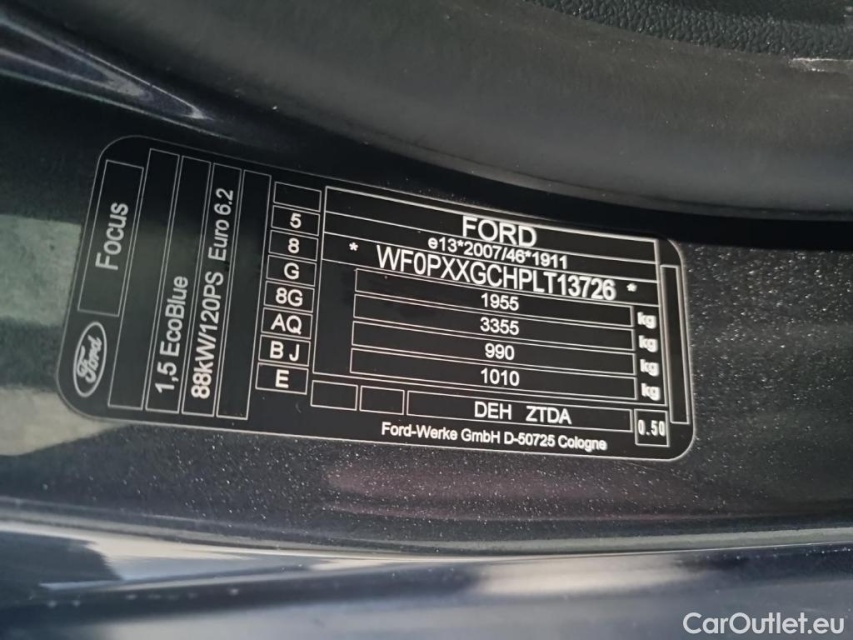 Focus
1,5 EcoBlue
88kW/120PS Euro 6.2
Ford
5
8
G
8G
AQ
B J
E
FORD
e13*2007/46*1911
* WF0PXXGCHPLT13726 *
1955 kg
3355 kg
990 kg
1010 kg
DEH ZTDA
0.50
Ford-Werke GmbH D-50725 Cologne
CarOutlet.eu